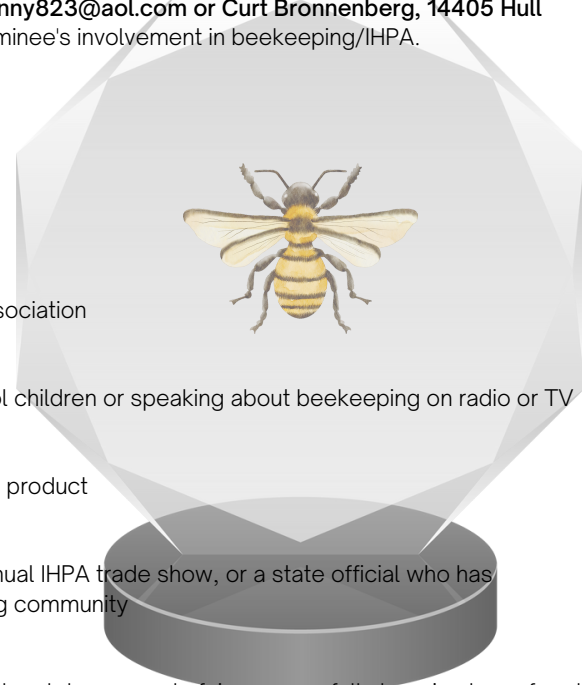 nny823@aol.com or Curt Bronnenberg, 14405 Hull
minee's involvement in beekeeping/IHPA.
sociation
ol children or speaking about beekeeping on radio or TV
product
nual IHPA trade show, or a state official who has
g community